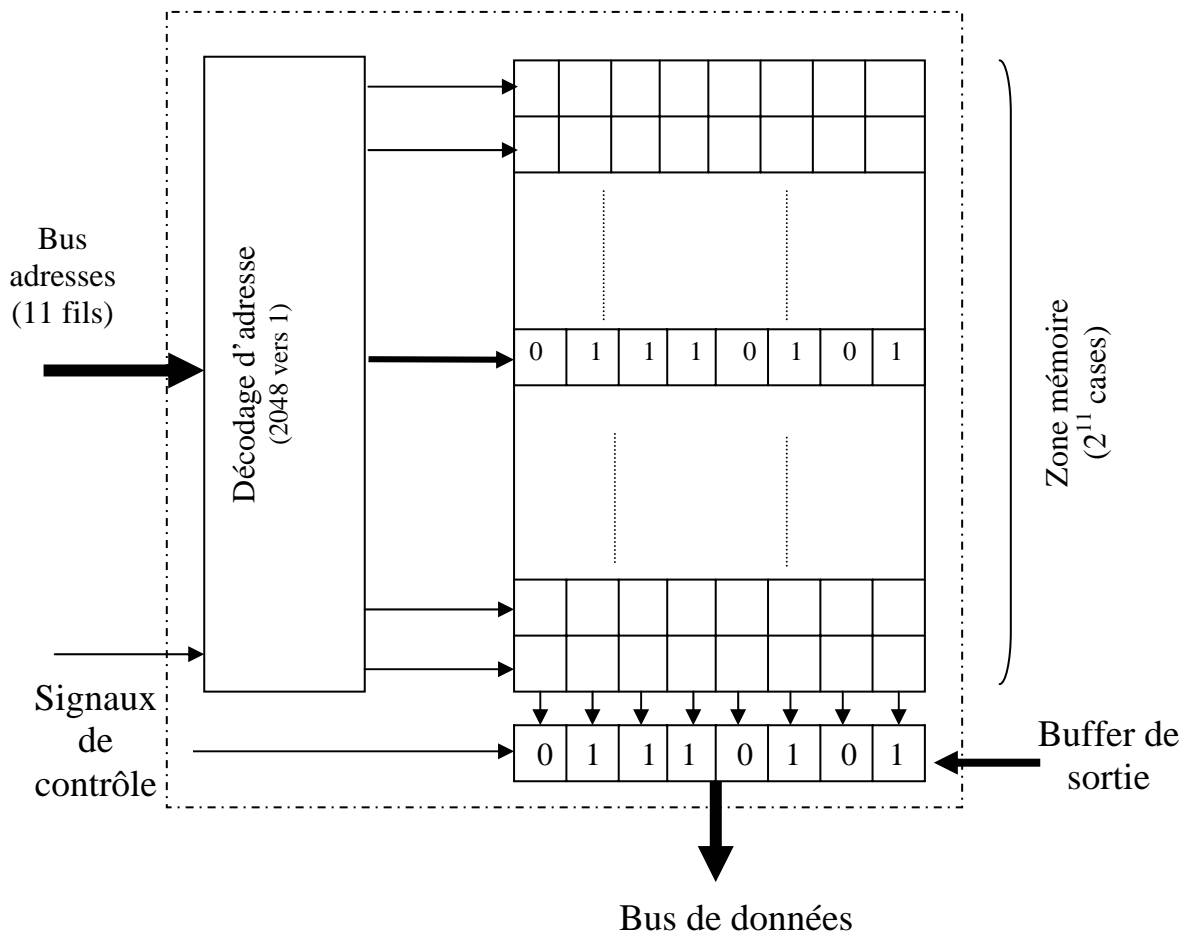 Bus
adresses
(11 fils)
Décodage d'adresse
(2048 vers 1)
0 1 1 1 0 1 0 1
Zone mémoire
(2¹¹ cases)
Signaux
de
contrôle
0 1 1 1 0 1 0 1
Buffer de
sortie
Bus de données